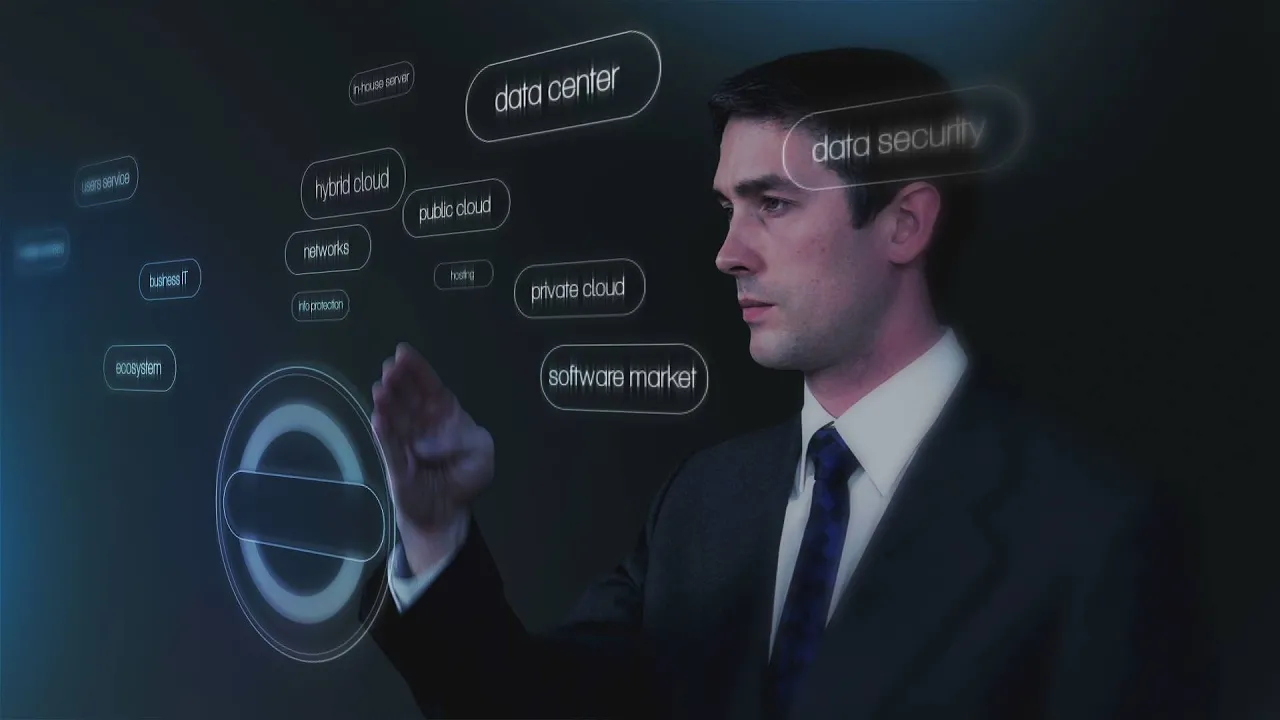 in-house server
data center
data security
users service
hybrid cloud
public cloud
networks
business IT
hosting
info protection
private cloud
ecosystem
software market